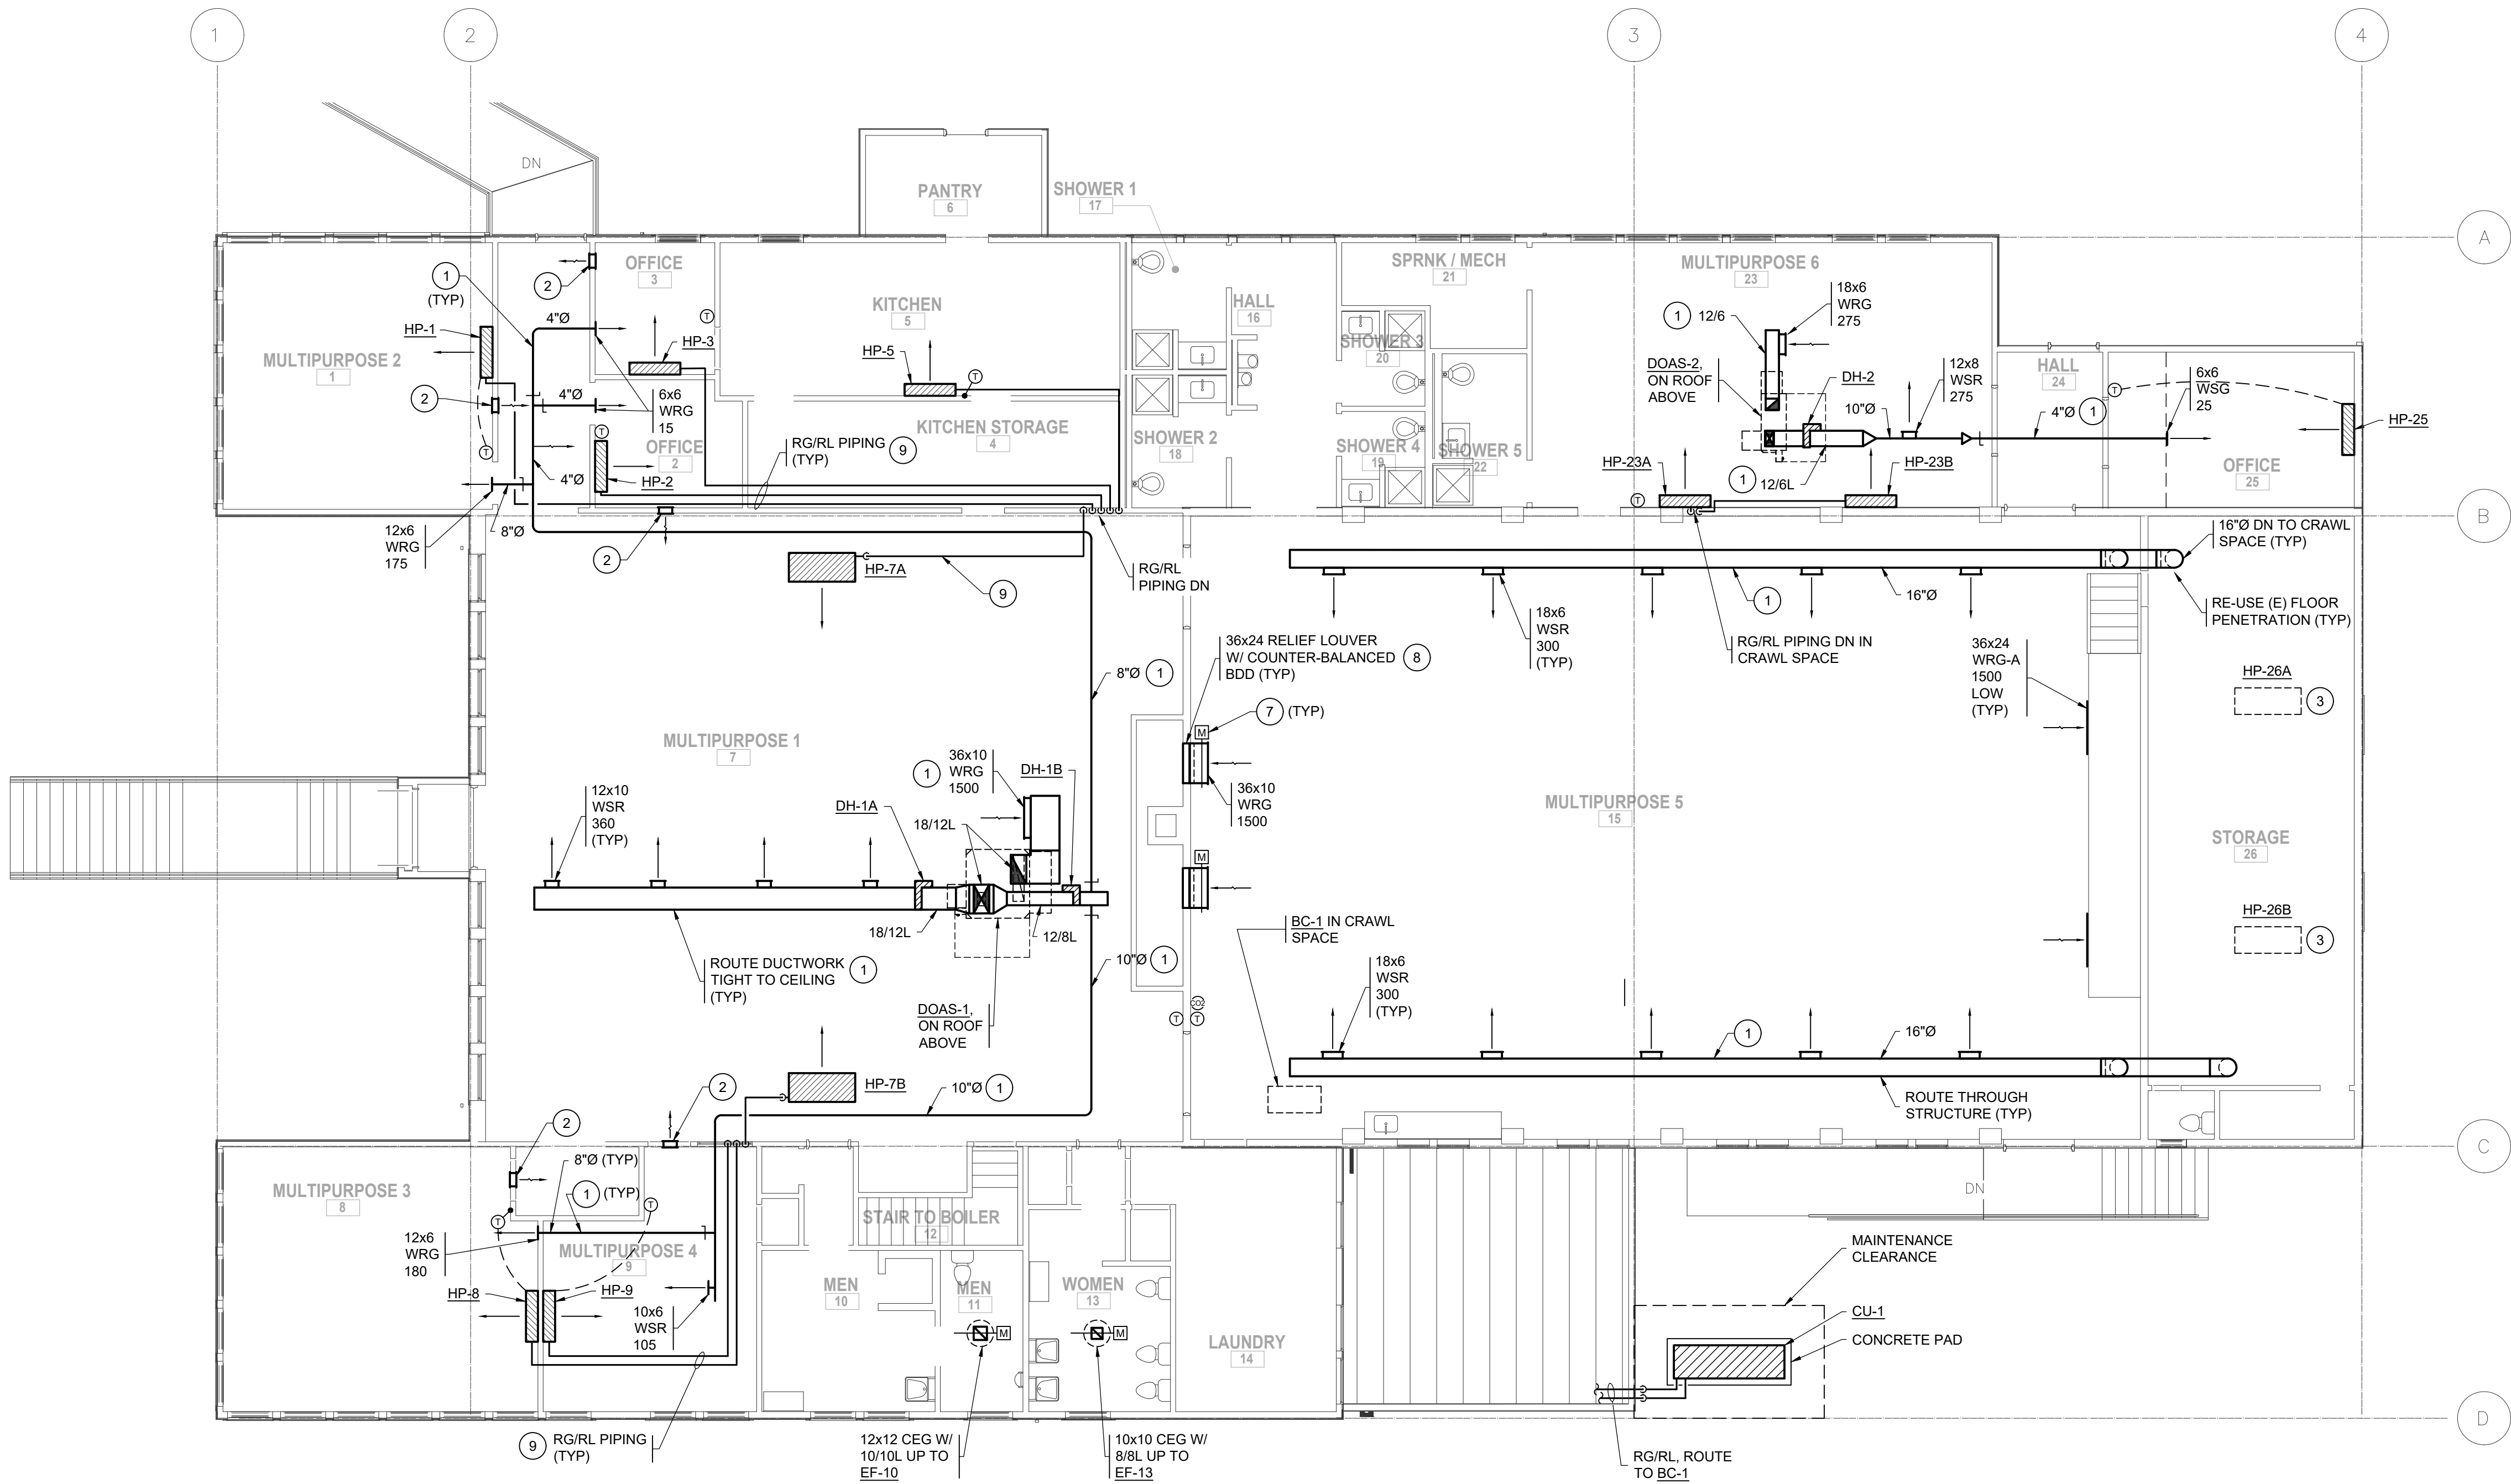 1
2
3
4
DN
PANTRY
6
SHOWER 1
17
A
1
(TYP)
2
OFFICE
3
4"Ø
T
HP-1
HP-3
MULTIPURPOSE 2
1
2
4"Ø
6x6
WRG
15
T
OFFICE
2
HP-2
T
4"Ø
12x6
WRG
175
8"Ø
KITCHEN
5
HP-5
T
KITCHEN STORAGE
4
RG/RL PIPING
(TYP)
9
HALL
16
SHOWER 2
18
SPRNK / MECH
21
SHOWER 3
20
SHOWER 4
19
SHOWER 5
22
MULTIPURPOSE 6
23
1
12/6
18x6
WRG
275
DOAS-2,
ON ROOF
ABOVE
DH-2
12x8
WSR
275
10"Ø
HP-23A
T
1
12/6L
HP-23B
HALL
24
4"Ø
1
T
6x6
WSG
25
HP-25
OFFICE
25
B
2
HP-7A
9
RG/RL
PIPING DN
16"Ø DN TO CRAWL
SPACE (TYP)
RE-USE (E) FLOOR
PENETRATION (TYP)
18x6
WSR
300
(TYP)
1
16"Ø
RG/RL PIPING DN IN
CRAWL SPACE
36x24 RELIEF LOUVER
W/ COUNTER-BALANCED
BDD (TYP)
8
8"Ø
1
7
(TYP)
M
36x10
WRG
1500
M
36x24
WRG-A
1500
LOW
(TYP)
HP-26A
3
MULTIPURPOSE 1
7
MULTIPURPOSE 5
15
STORAGE
26
12x10
WSR
360
(TYP)
1
36x10
WRG
1500
DH-1B
DH-1A
18/12L
18/12L
12/8L
ROUTE DUCTWORK
TIGHT TO CEILING
(TYP)
1
DOAS-1,
ON ROOF
ABOVE
10"Ø
1
BC-1 IN CRAWL
SPACE
HP-26B
3
CO2
T
T
18x6
WSR
300
(TYP)
1
16"Ø
ROUTE THROUGH
STRUCTURE (TYP)
2
HP-7B
10"Ø
1
C
2
8"Ø (TYP)
1
(TYP)
MULTIPURPOSE 3
8
T
T
12x6
WRG
180
MULTIPURPOSE 4
9
HP-8
HP-9
10x6
WSR
105
STAIR TO BOILER
12
MEN
10
MEN
11
M
WOMEN
13
M
LAUNDRY
14
DN
MAINTENANCE
CLEARANCE
CU-1
CONCRETE PAD
D
9
RG/RL PIPING
(TYP)
12x12 CEG W/
10/10L UP TO
EF-10
10x10 CEG W/
8/8L UP TO
EF-13
RG/RL, ROUTE
TO BC-1